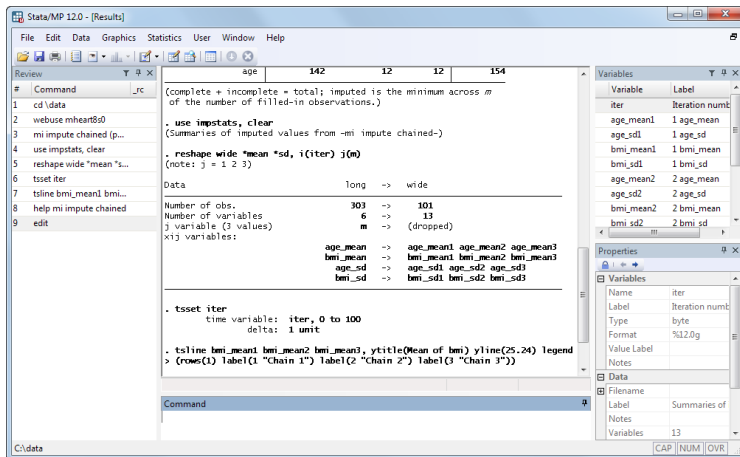 Stata/MP 12.0 - [Results]
File Edit Data Graphics Statistics User Window Help
Review
# Command _rc
1 cd \data
2 webuse mheart8s0
3 mi impute chained (p...
4 use impstats, clear
5 reshape wide *mean *s...
6 tsset iter
7 tsline bmi_mean1 bmi...
8 help mi impute chained
9 edit
age 142 12 12 154
(complete + incomplete = total; imputed is the minimum across m
of the number of filled-in observations.)
. use impstats, clear
(Summaries of imputed values from -mi impute chained-)
. reshape wide *mean *sd, i(iter) j(m)
(note: j = 1 2 3)
Data long -> wide
Number of obs. 303 -> 101
Number of variables 6 -> 13
j variable (3 values) m -> (dropped)
xij variables:
age_mean -> age_mean1 age_mean2 age_mean3
bmi_mean -> bmi_mean1 bmi_mean2 bmi_mean3
age_sd -> age_sd1 age_sd2 age_sd3
bmi_sd -> bmi_sd1 bmi_sd2 bmi_sd3
. tsset iter
time variable: iter, 0 to 100
delta: 1 unit
. tsline bmi_mean1 bmi_mean2 bmi_mean3, ytitle(Mean of bmi) yline(25.24) legend
> (rows(1) label(1 "Chain 1") label(2 "Chain 2") label(3 "Chain 3"))
Command
Variables
Variable Label
iter Iteration numb
age_mean1 1 age_mean
age_sd1 1 age_sd
bmi_mean1 1 bmi_mean
bmi_sd1 1 bmi_sd
age_mean2 2 age_mean
age_sd2 2 age_sd
bmi_mean2 2 bmi_mean
bmi_sd2 2 bmi_sd
Properties
Variables
Name iter
Label Iteration numb
Type byte
Format %12.0g
Value Label
Notes
Data
Filename
Label Summaries of
Notes
Variables 13
C:\data
CAP NUM OVR